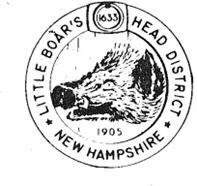 1633
LITTLE BOAR'S HEAD DISTRICT
1905
NEW HAMPSHIRE